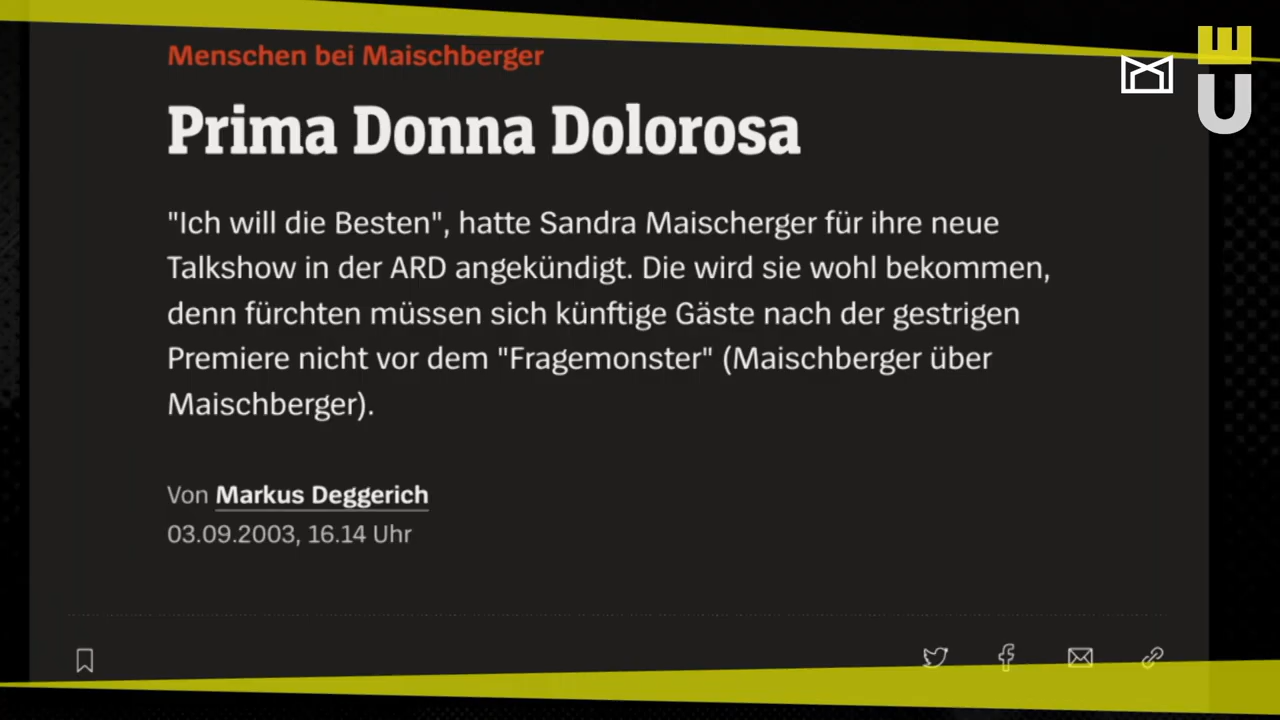 Menschen bei Maischberger
Prima Donna Dolorosa
"Ich will die Besten", hatte Sandra Maischerger für ihre neue
Talkshow in der ARD angekündigt. Die wird sie wohl bekommen,
denn fürchten müssen sich künftige Gäste nach der gestrigen
Premiere nicht vor dem "Fragemonster" (Maischberger über
Maischberger).
Von Markus Deggerich
03.09.2003, 16.14 Uhr